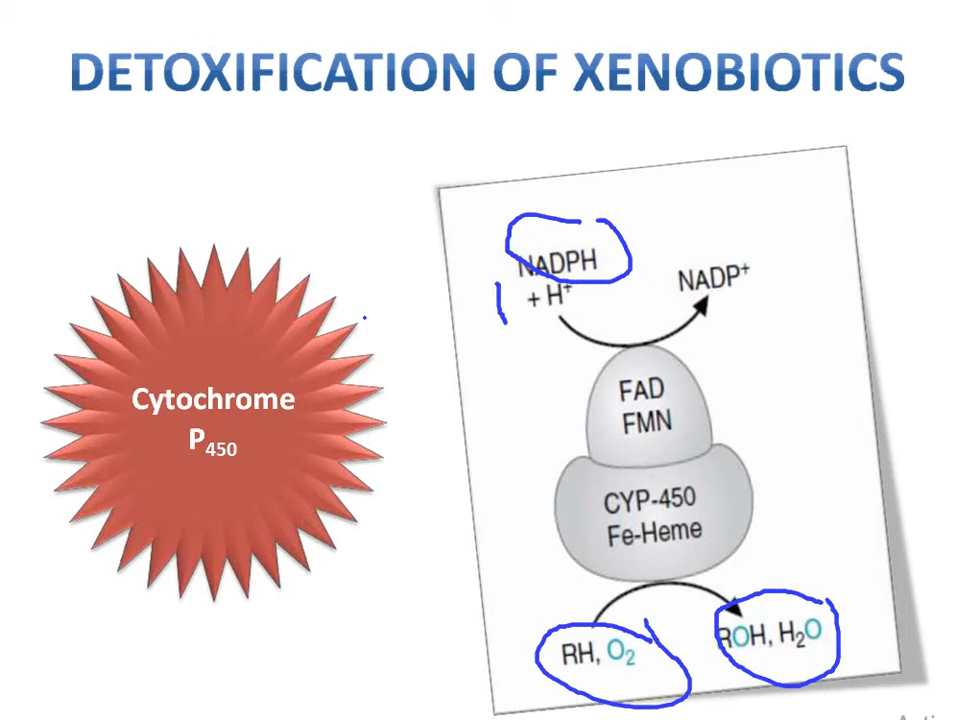 DETOXIFICATION OF XENOBIOTICS
Cytochrome
P450
NADPH
+ H⁺
NADP⁺
FAD
FMN
CYP-450
Fe-Heme
RH, O₂
ROH, H₂O